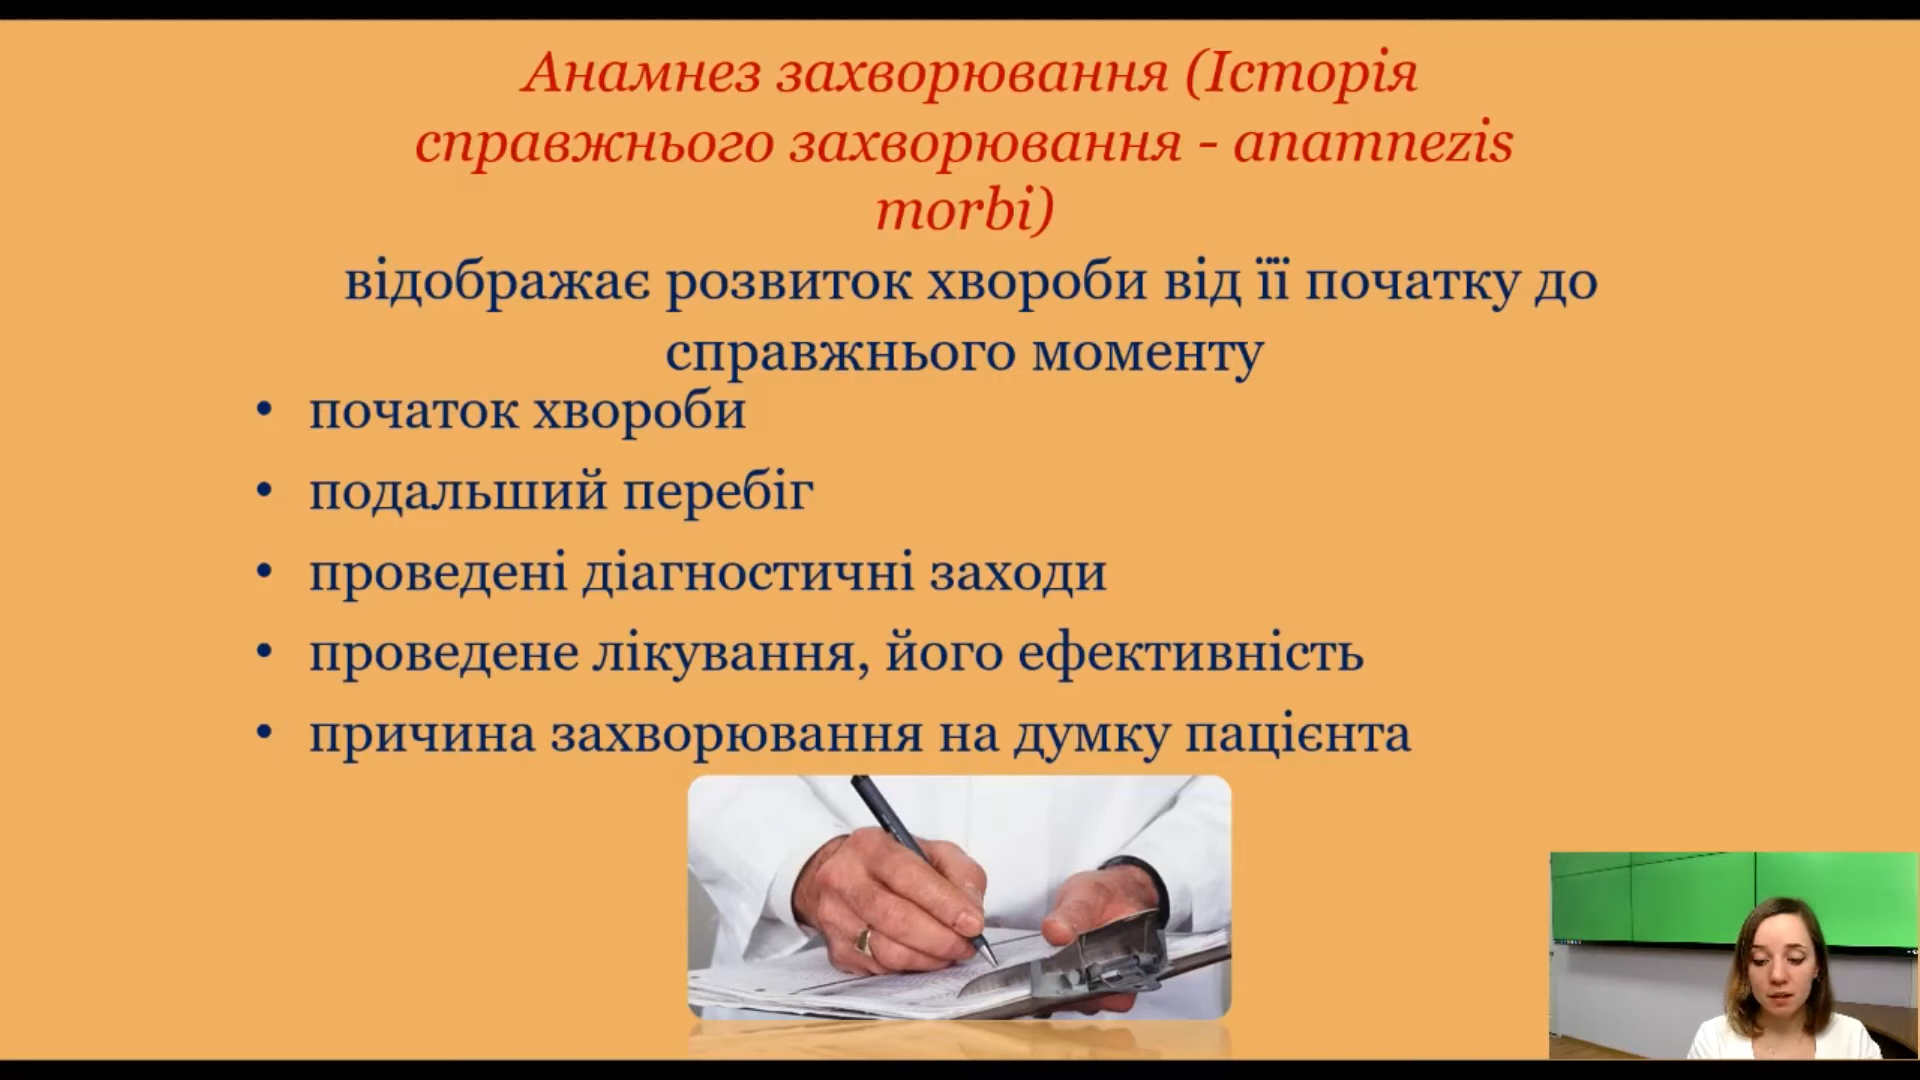 Анамнез захворювання (Історія
справжнього захворювання - anamnezis
morbi)
відображає розвиток хвороби від її початку до
справжнього моменту
• початок хвороби
• подальший перебіг
• проведені діагностичні заходи
• проведене лікування, його ефективність
• причина захворювання на думку пацієнта